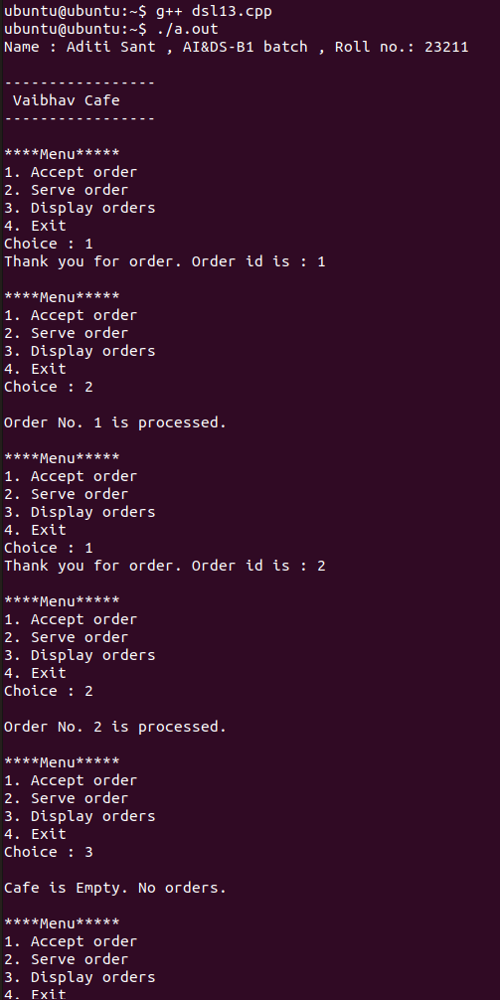 ubuntu@ubuntu:~$ g++ dsl13.cpp
ubuntu@ubuntu:~$ ./a.out
Name : Aditi Sant , AI&DS-B1 batch , Roll no.: 23211
-----------------
Vaibhav Cafe
-----------------
****Menu*****
1. Accept order
2. Serve order
3. Display orders
4. Exit
Choice : 1
Thank you for order. Order id is : 1
****Menu*****
1. Accept order
2. Serve order
3. Display orders
4. Exit
Choice : 2
Order No. 1 is processed.
****Menu*****
1. Accept order
2. Serve order
3. Display orders
4. Exit
Choice : 1
Thank you for order. Order id is : 2
****Menu*****
1. Accept order
2. Serve order
3. Display orders
4. Exit
Choice : 2
Order No. 2 is processed.
****Menu*****
1. Accept order
2. Serve order
3. Display orders
4. Exit
Choice : 3
Cafe is Empty. No orders.
****Menu*****
1. Accept order
2. Serve order
3. Display orders
4. Exit